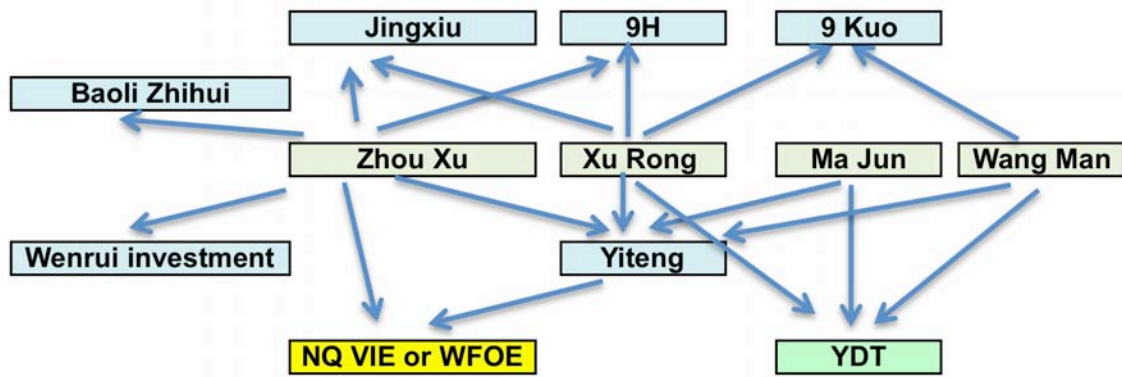 Jingxiu
9H
9 Kuo
Baoli Zhihui
Zhou Xu
Xu Rong
Ma Jun
Wang Man
Wenrui investment
Yiteng
NQ VIE or WFOE
YDT